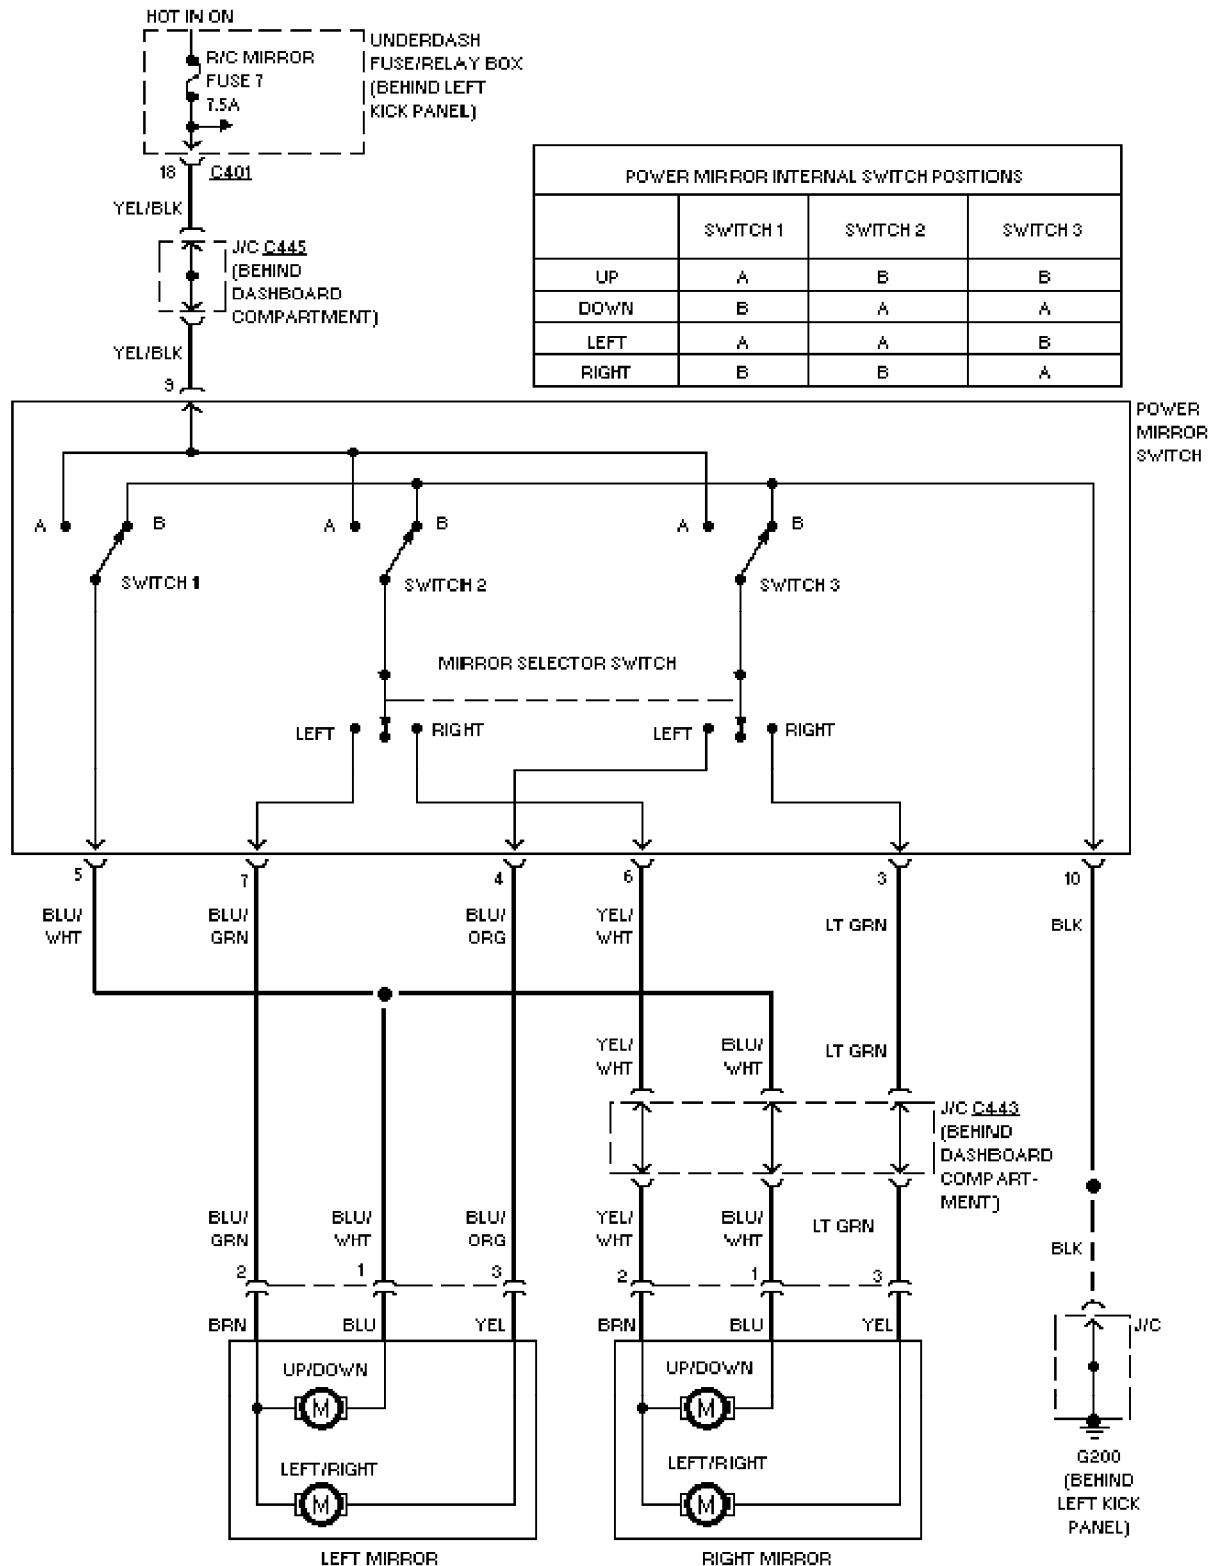 HOT IN ON
R/C MIRROR
FUSE 7
7.5A
UNDERDASH
FUSE/RELAY BOX
(BEHIND LEFT
KICK PANEL)
18 C401
YEL/BLK
J/C C445
(BEHIND
DASHBOARD
COMPARTMENT)
YEL/BLK
9
POWER MIRROR INTERNAL SWITCH POSITIONS
SWITCH 1 SWITCH 2 SWITCH 3
UP A B B
DOWN B A A
LEFT A A B
RIGHT B B A
POWER
MIRROR
SWITCH
A B A B A B
SWITCH 1 SWITCH 2 SWITCH 3
MIRROR SELECTOR SWITCH
LEFT RIGHT LEFT RIGHT
5 7 4 6 3 10
BLU/
WHT
BLU/
GRN
BLU/
ORG
YEL/
WHT
LT GRN
BLK
YEL/
WHT
BLU/
WHT
LT GRN
J/C C443
(BEHIND
DASHBOARD
COMPART-
MENT)
BLU/
GRN
BLU/
WHT
BLU/
ORG
YEL/
WHT
BLU/
WHT
LT GRN
BLK
2 1 3 2 1 3
BRN BLU YEL BRN BLU YEL
J/C
UP/DOWN
M
LEFT/RIGHT
M
LEFT MIRROR
UP/DOWN
M
LEFT/RIGHT
M
RIGHT MIRROR
G200
(BEHIND
LEFT KICK
PANEL)